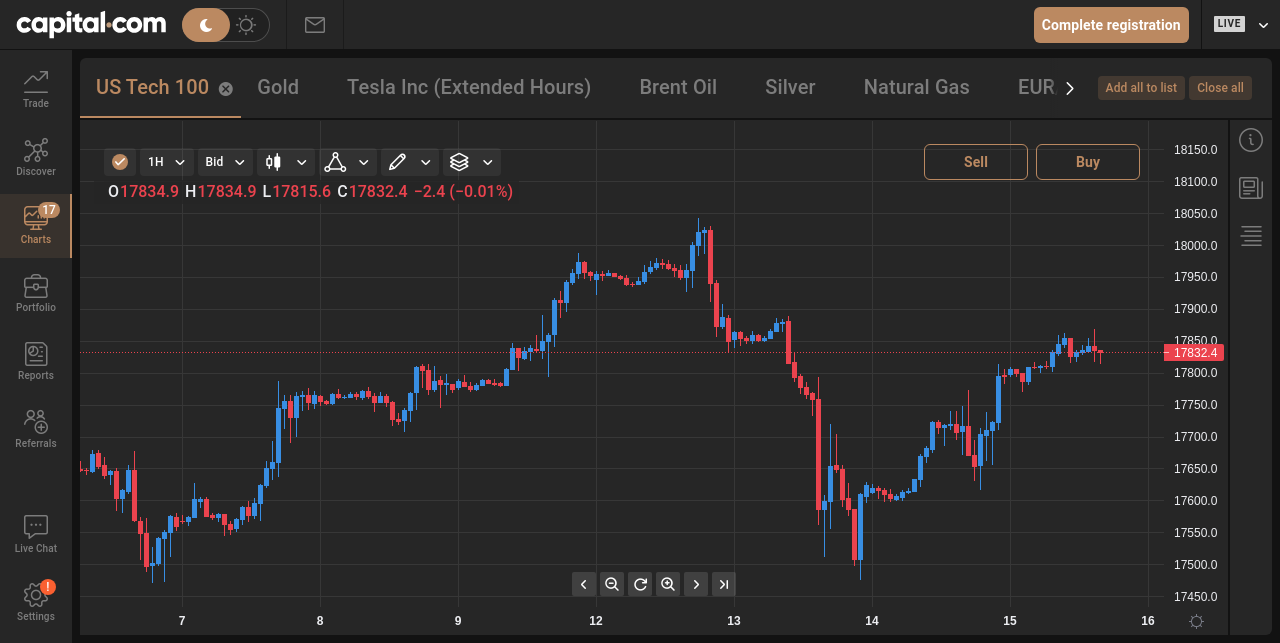 capital.com
Complete registration
LIVE
Trade
Discover
17
Charts
Portfolio
Reports
Referrals
Live Chat
!
Settings
US Tech 100
Gold
Tesla Inc (Extended Hours)
Brent Oil
Silver
Natural Gas
EUR
Add all to list
Close all
1H
Bid
Sell
Buy
O17834.9 H17834.9 L17815.6 C17832.4 −2.4 (−0.01%)
18150.0
18100.0
18050.0
18000.0
17950.0
17900.0
17850.0
17832.4
17800.0
17750.0
17700.0
17650.0
17600.0
17550.0
17500.0
17450.0
7 8 9 12 13 14 15 16